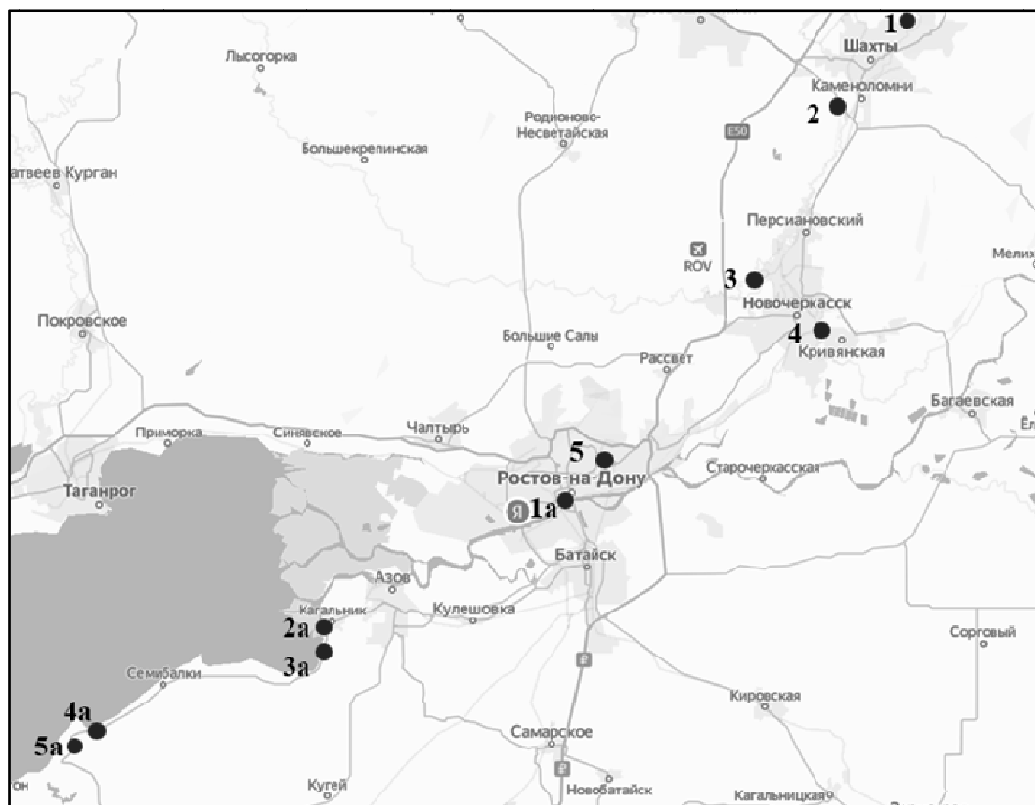 1
Шахты
Лысогорка
Каменоломни
2
Родионово-
Несветайская
E50
Большекрепинская
атвеев Курган
Персиановский
ROV
Мелих
3
Новочеркасск
Покровское
Большие Салы
4
Кривянская
Рассвет
Багаевская
Приморка
Синявское
Чалтырь
Ёл
5
Ростов-на-Дону
Старочеркасская
Таганрог
Я
1а
Батайск
Азов
Кагальник
2а
Кулешовка
Сорговый
3а
Семибалки
Кировская
4а
5а
Самарское
он
Кугей
Новобатайск
Кагальницкая